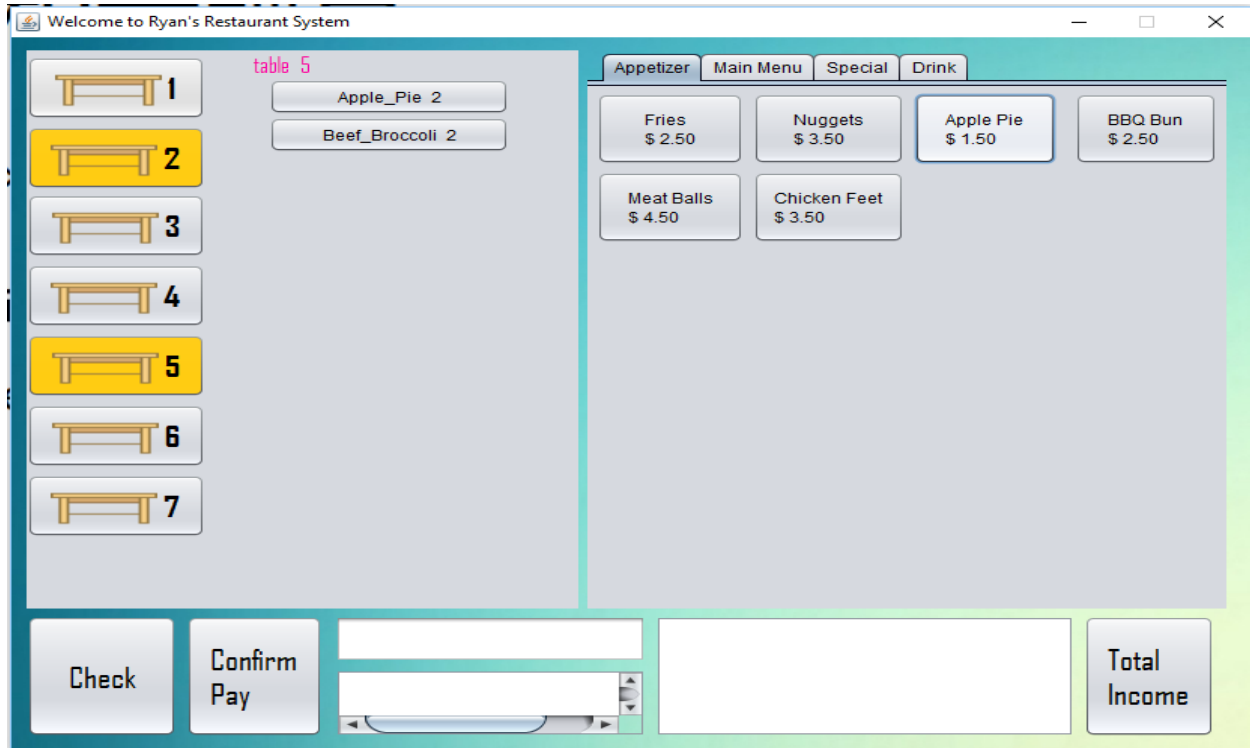 Welcome to Ryan's Restaurant System
1
2
3
4
5
6
7
table 5
Apple_Pie 2
Beef_Broccoli 2
Appetizer Main Menu Special Drink
Fries
$ 2.50
Nuggets
$ 3.50
Apple Pie
$ 1.50
BBQ Bun
$ 2.50
Meat Balls
$ 4.50
Chicken Feet
$ 3.50
Check
Confirm
Pay
Total
Income